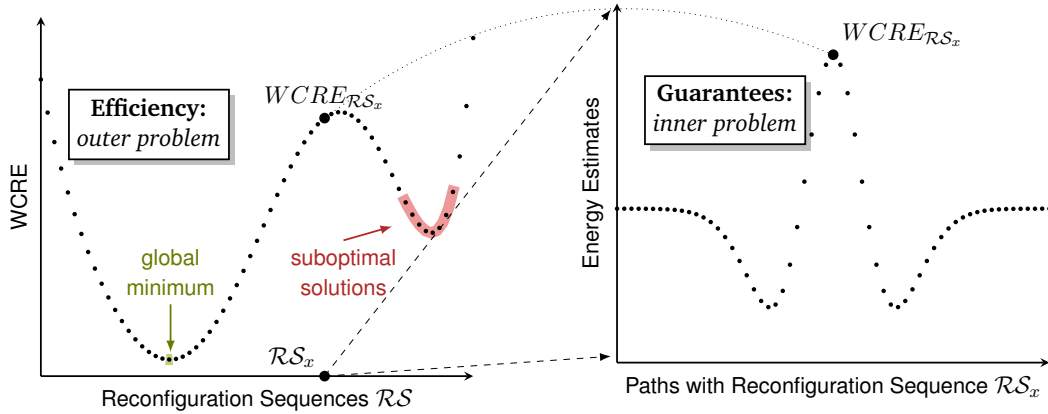 WCRE
Efficiency:
outer problem
WCRE_{RS_x}
global
minimum
suboptimal
solutions
RS_x
Reconfiguration Sequences RS
Energy Estimates
WCRE_{RS_x}
Guarantees:
inner problem
Paths with Reconfiguration Sequence RS_x